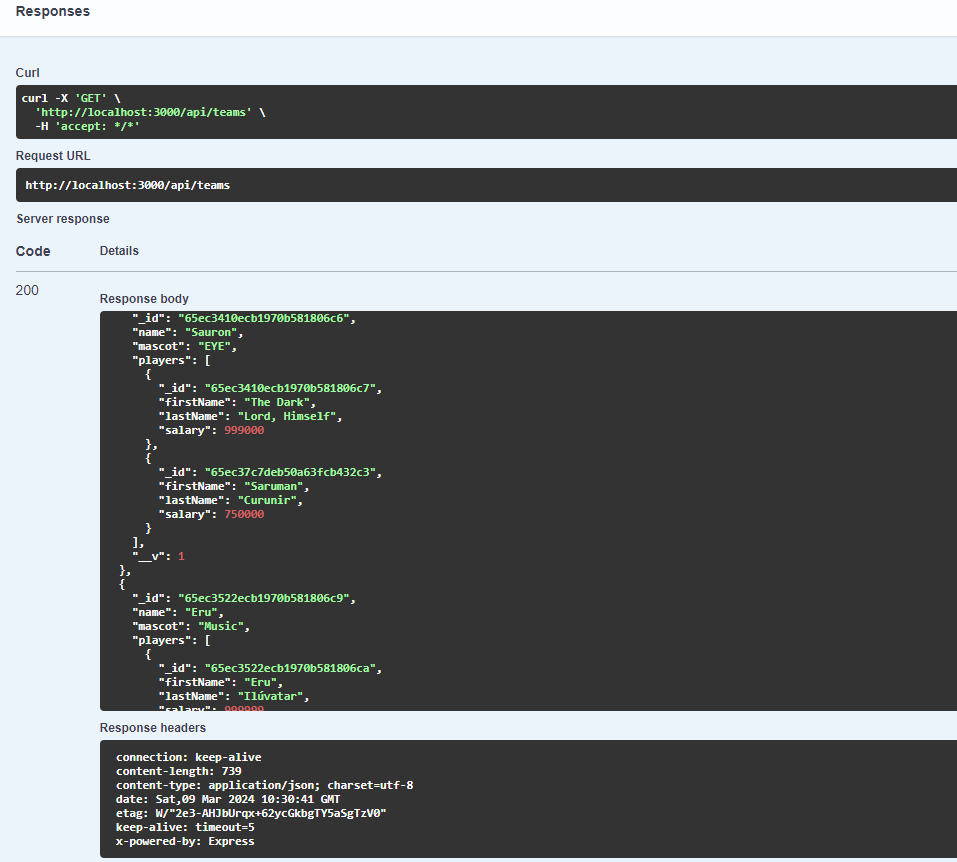 Responses
Curl
curl -X 'GET' \
  'http://localhost:3000/api/teams' \
  -H 'accept: */*'
Request URL
http://localhost:3000/api/teams
Server response
Code Details
200
Response body
"_id": "65ec3410ecb1970b581806c6",
"name": "Sauron",
"mascot": "EYE",
"players": [
{
"_id": "65ec3410ecb1970b581806c7",
"firstName": "The Dark",
"lastName": "Lord, Himself",
"salary": 999000
},
{
"_id": "65ec37c7deb50a63fcb432c3",
"firstName": "Saruman",
"lastName": "Curunir",
"salary": 750000
}
],
"__v": 1
},
{
"_id": "65ec3522ecb1970b581806c9",
"name": "Eru",
"mascot": "Music",
"players": [
{
"_id": "65ec3522ecb1970b581806ca",
"firstName": "Eru",
"lastName": "Ilúvatar",
"salary": 999999
Response headers
connection: keep-alive
content-length: 739
content-type: application/json; charset=utf-8
date: Sat,09 Mar 2024 10:30:41 GMT
etag: W/"2e3-AHJbUrqx+62ycGkbgTY5aSgTzV0"
keep-alive: timeout=5
x-powered-by: Express